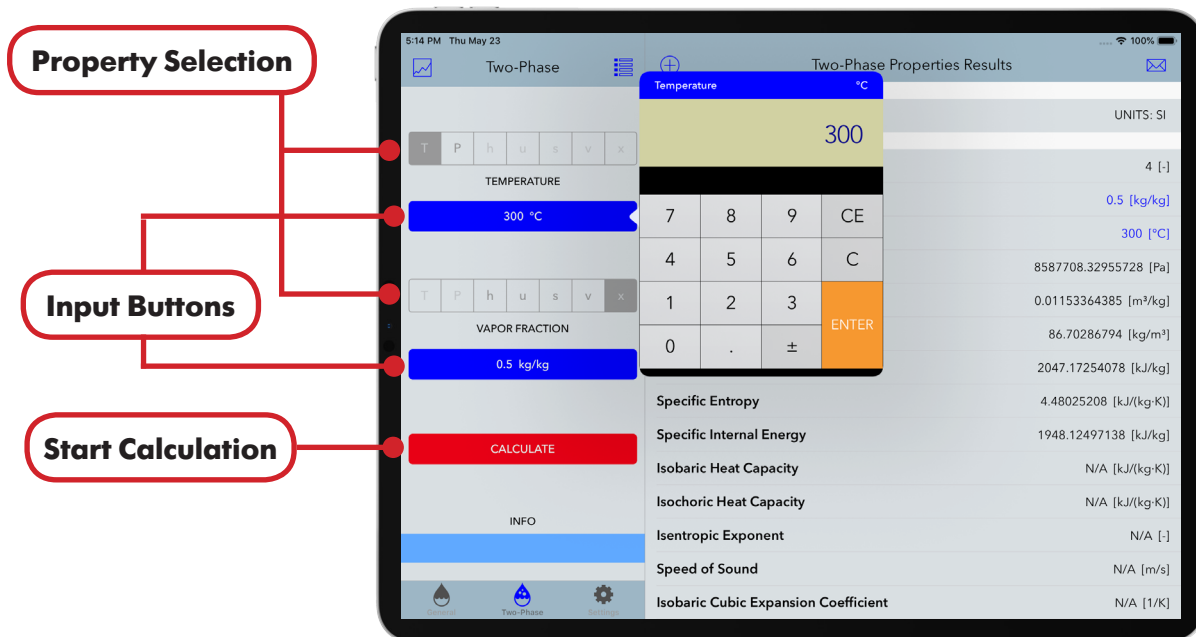 Property Selection
Input Buttons
Start Calculation
5:14 PM Thu May 23
100%
Two-Phase
Two-Phase Properties Results
T P h u s v x
TEMPERATURE
300 °C
T P h u s v x
VAPOR FRACTION
0.5 kg/kg
CALCULATE
INFO
General Two-Phase Settings
Temperature °C
300
7 8 9 CE
4 5 6 C
1 2 3 ENTER
0 . ±
UNITS: SI
4 [-]
0.5 [kg/kg]
300 [°C]
8587708.32955728 [Pa]
0.01153364385 [m³/kg]
86.70286794 [kg/m³]
2047.17254078 [kJ/kg]
Specific Entropy 4.48025208 [kJ/(kg·K)]
Specific Internal Energy 1948.12497138 [kJ/kg]
Isobaric Heat Capacity N/A [kJ/(kg·K)]
Isochoric Heat Capacity N/A [kJ/(kg·K)]
Isentropic Exponent N/A [-]
Speed of Sound N/A [m/s]
Isobaric Cubic Expansion Coefficient N/A [1/K]